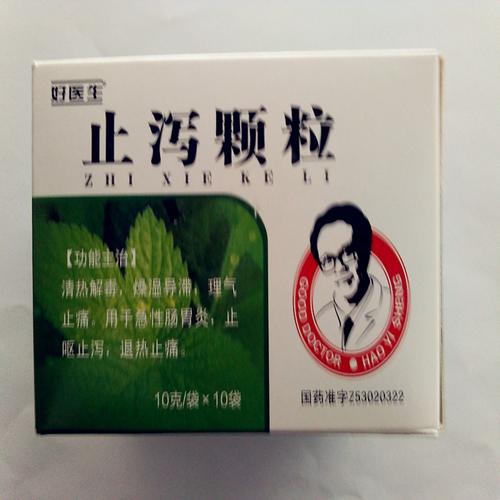 好医生
止泻颗粒
ZHI XIE KE LI
【功能主治】
清热解毒，燥湿导滞，理气
止痛。用于急性肠胃炎，止
呕止泻，退热止痛。
10克/袋×10袋
GOOD DOCTOR · HAO YI SHENG
国药准字Z53020322